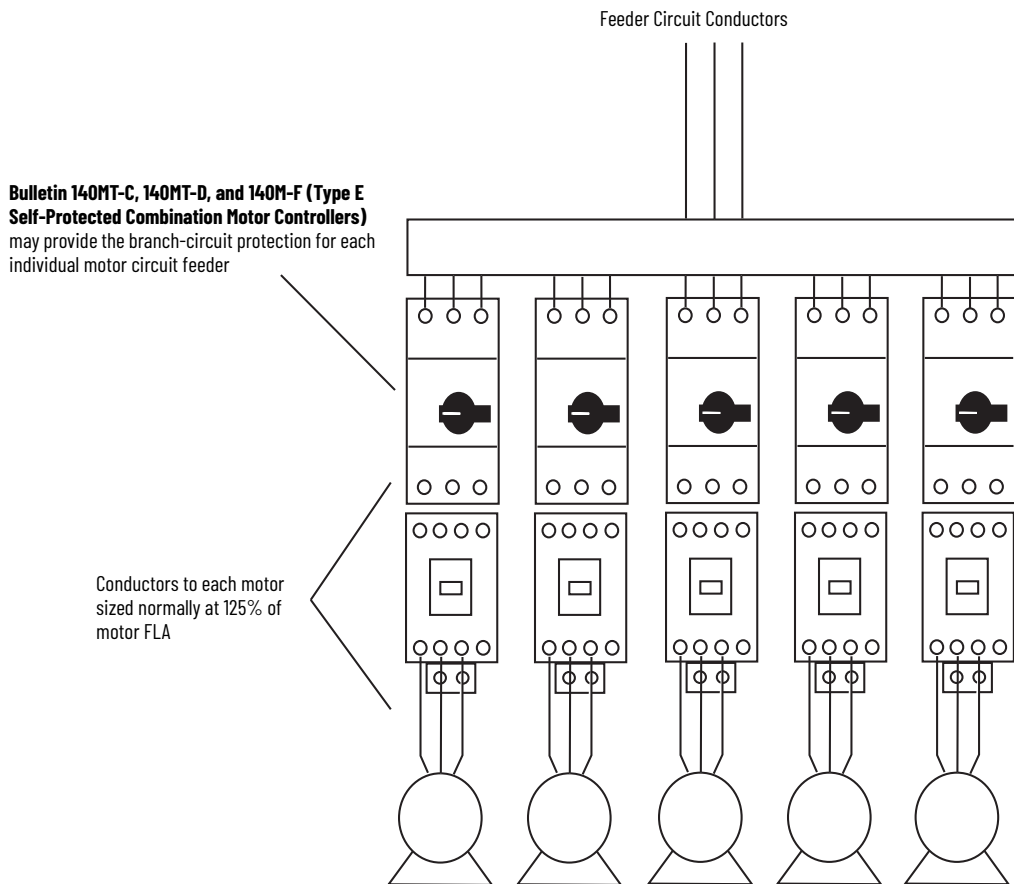 Feeder Circuit Conductors
Bulletin 140MT-C, 140MT-D, and 140M-F (Type E
Self-Protected Combination Motor Controllers)
may provide the branch-circuit protection for each
individual motor circuit feeder
Conductors to each motor
sized normally at 125% of
motor FLA